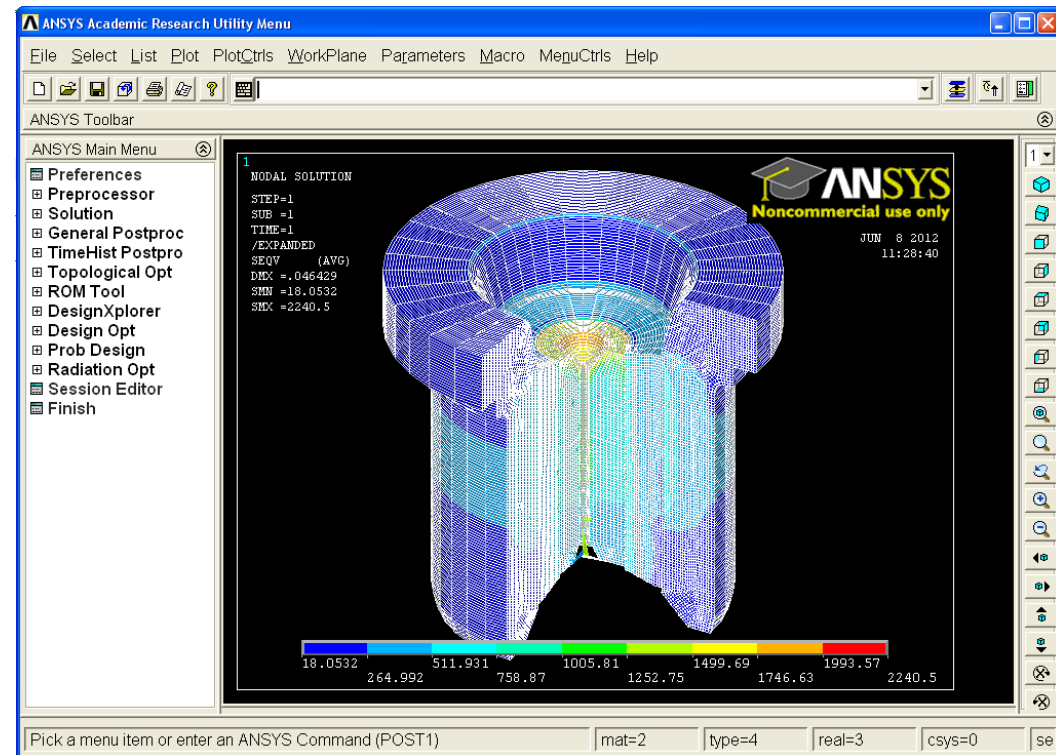 ANSYS Academic Research Utility Menu
File Select List Plot PlotCtrls WorkPlane Parameters Macro MenuCtrls Help
ANSYS Toolbar
ANSYS Main Menu
Preferences
Preprocessor
Solution
General Postproc
TimeHist Postpro
Topological Opt
ROM Tool
DesignXplorer
Design Opt
Prob Design
Radiation Opt
Session Editor
Finish
1
NODAL SOLUTION
STEP=1
SUB =1
TIME=1
/EXPANDED
SEQV (AVG)
DMX =.046429
SMN =18.0532
SMX =2240.5
ANSYS
Noncommercial use only
JUN 8 2012
11:28:40
18.0532 511.931 1005.81 1499.69 1993.57
264.992 758.87 1252.75 1746.63 2240.5
1
Pick a menu item or enter an ANSYS Command (POST1) mat=2 type=4 real=3 csys=0 se